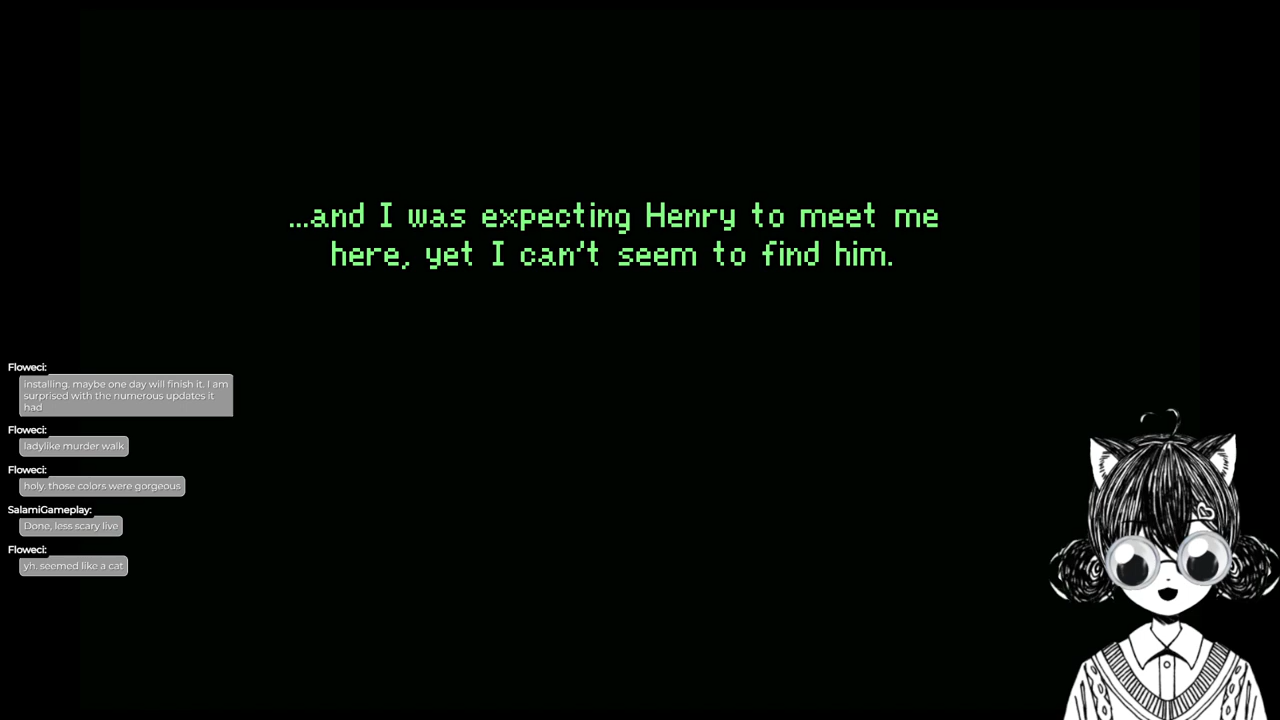 ...and I was expecting Henry to meet me
here, yet I can't seem to find him.
Floweci:
installing. maybe one day will finish it. I am
surprised with the numerous updates it
had
Floweci:
ladylike murder walk
Floweci:
holy. those colors were gorgeous
SalamiGameplay:
Done, less scary live
Floweci:
yh. seemed like a cat